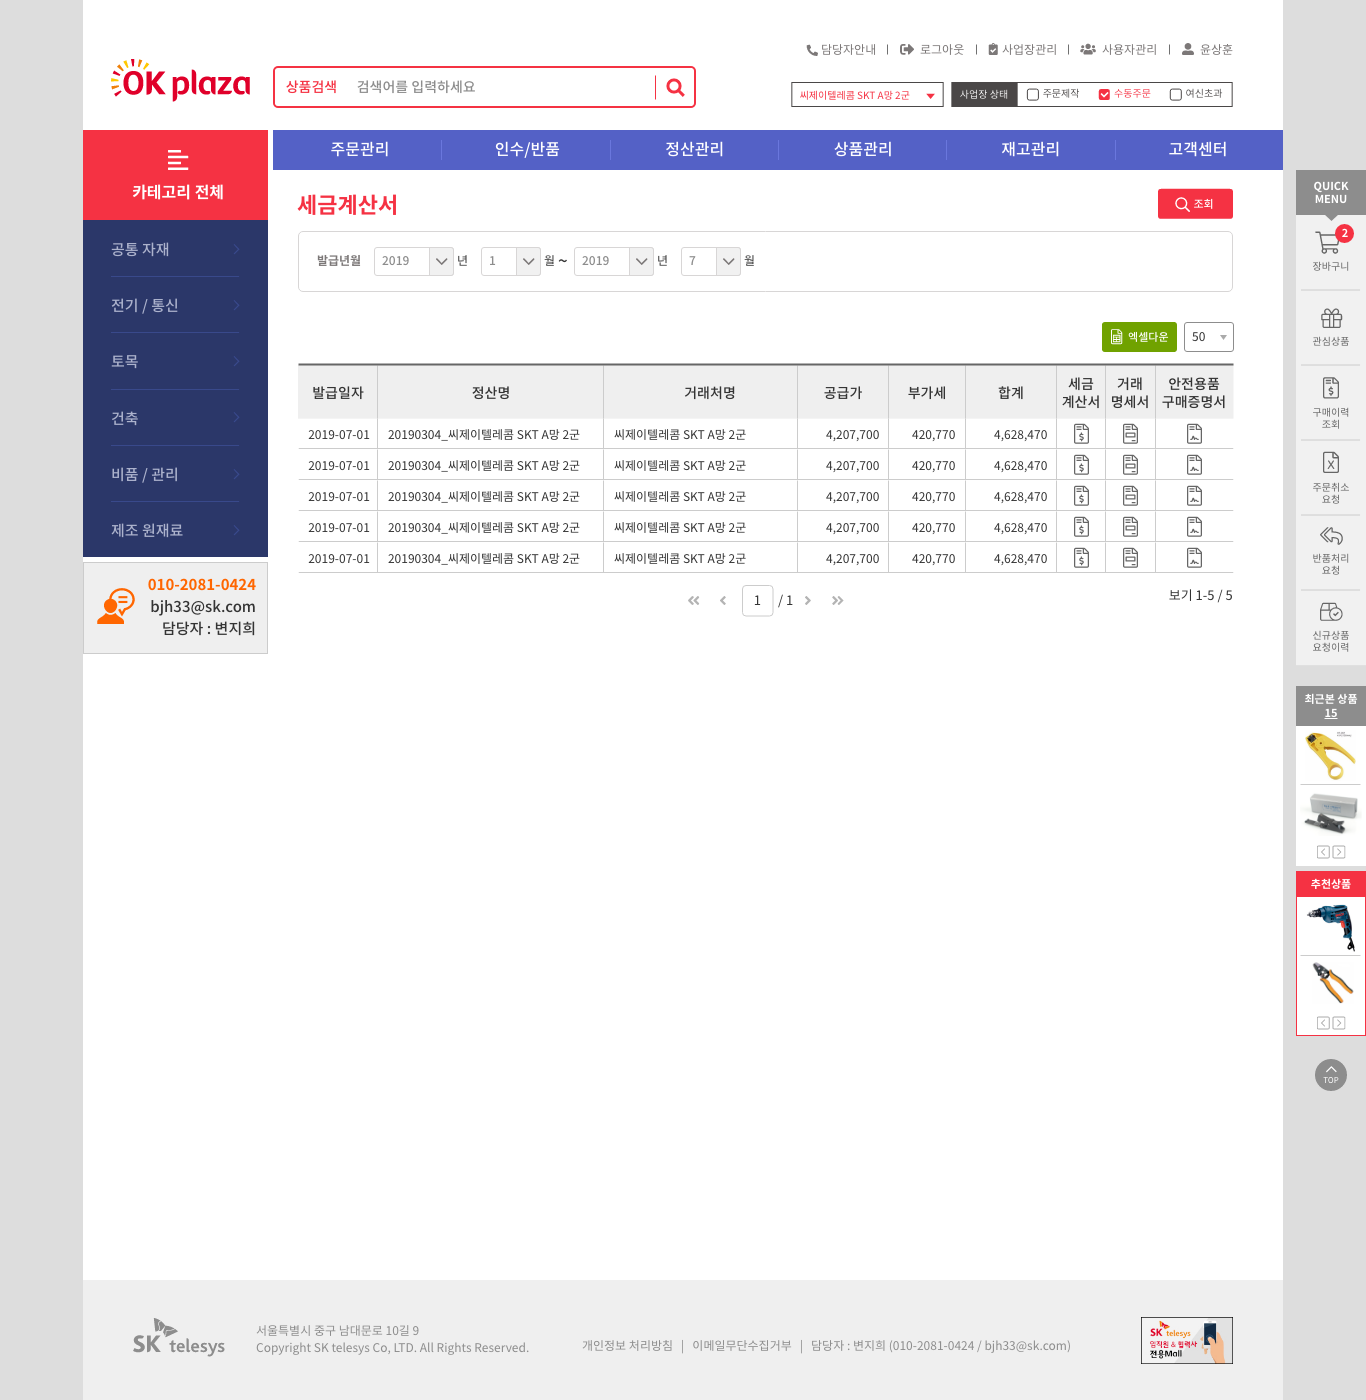 담당자안내 | 로그아웃 | 사업장관리 | 사용자관리 | 윤상훈
OK plaza
상품검색 검색어를 입력하세요
씨제이텔레콤 SKT A망 2군
사업장 상태 주문제작 수동주문 여신초과
카테고리 전체
주문관리 인수/반품 정산관리 상품관리 재고관리 고객센터
공통 자재
전기 / 통신
토목
건축
비품 / 관리
제조 원재료
010-2081-0424
bjh33@sk.com
담당자 : 변지희
세금계산서
조회
발급년월 2019 년 1 월 ~ 2019 년 7 월
엑셀다운 50
발급일자 정산명 거래처명 공급가 부가세 합계 세금 계산서 거래 명세서 안전용품 구매증명서
2019-07-01 20190304_씨제이텔레콤 SKT A망 2군 씨제이텔레콤 SKT A망 2군 4,207,700 420,770 4,628,470
2019-07-01 20190304_씨제이텔레콤 SKT A망 2군 씨제이텔레콤 SKT A망 2군 4,207,700 420,770 4,628,470
2019-07-01 20190304_씨제이텔레콤 SKT A망 2군 씨제이텔레콤 SKT A망 2군 4,207,700 420,770 4,628,470
2019-07-01 20190304_씨제이텔레콤 SKT A망 2군 씨제이텔레콤 SKT A망 2군 4,207,700 420,770 4,628,470
2019-07-01 20190304_씨제이텔레콤 SKT A망 2군 씨제이텔레콤 SKT A망 2군 4,207,700 420,770 4,628,470
1 / 1
보기 1-5 / 5
QUICK
MENU
2
장바구니
관심상품
구매이력
조회
주문취소
요청
반품처리
요청
신규상품
요청이력
최근본 상품
15
추천상품
TOP
SK telesys
서울특별시 중구 남대문로 10길 9
Copyright SK telesys Co, LTD. All Rights Reserved.
개인정보 처리방침 | 이메일무단수집거부 | 담당자 : 변지희 (010-2081-0424 / bjh33@sk.com)
SK telesys
임직원 & 협력사
전용Mall